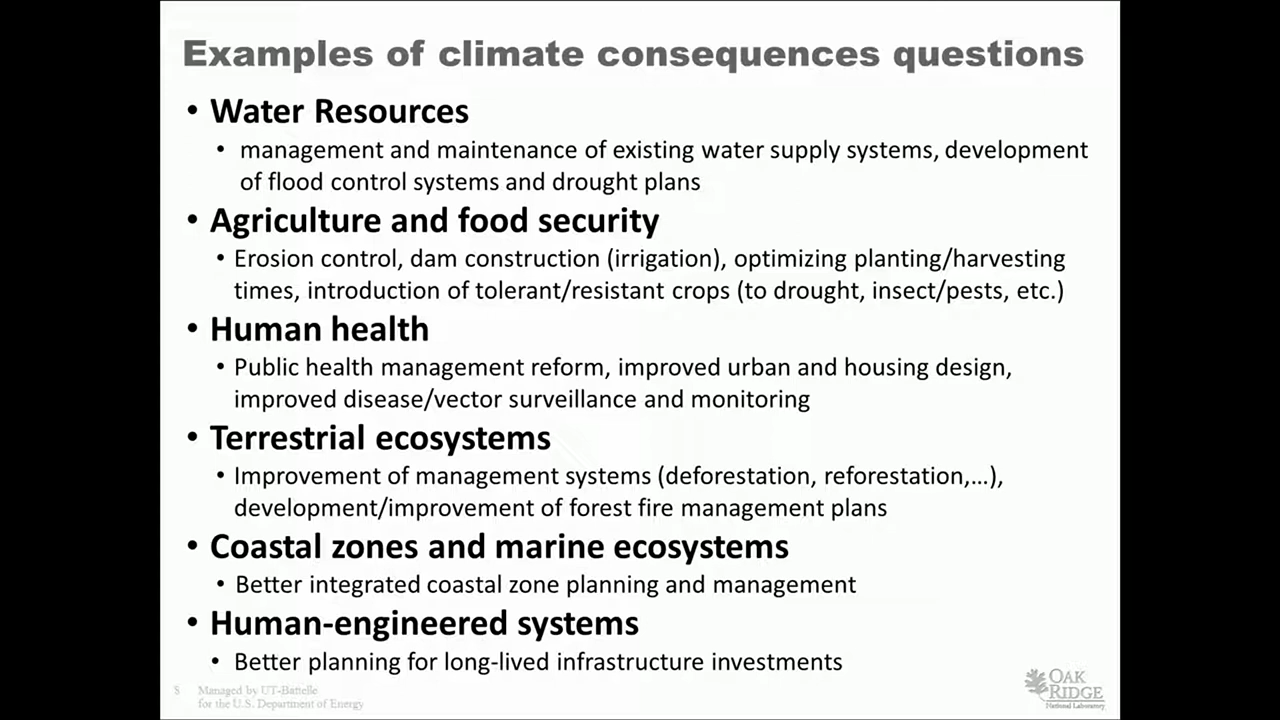 Examples of climate consequences questions
• Water Resources
• management and maintenance of existing water supply systems, development
of flood control systems and drought plans
• Agriculture and food security
• Erosion control, dam construction (irrigation), optimizing planting/harvesting
times, introduction of tolerant/resistant crops (to drought, insect/pests, etc.)
• Human health
• Public health management reform, improved urban and housing design,
improved disease/vector surveillance and monitoring
• Terrestrial ecosystems
• Improvement of management systems (deforestation, reforestation,…),
development/improvement of forest fire management plans
• Coastal zones and marine ecosystems
• Better integrated coastal zone planning and management
• Human-engineered systems
• Better planning for long-lived infrastructure investments
8 Managed by UT-Battelle
for the U.S. Department of Energy
OAK
RIDGE
National Laboratory